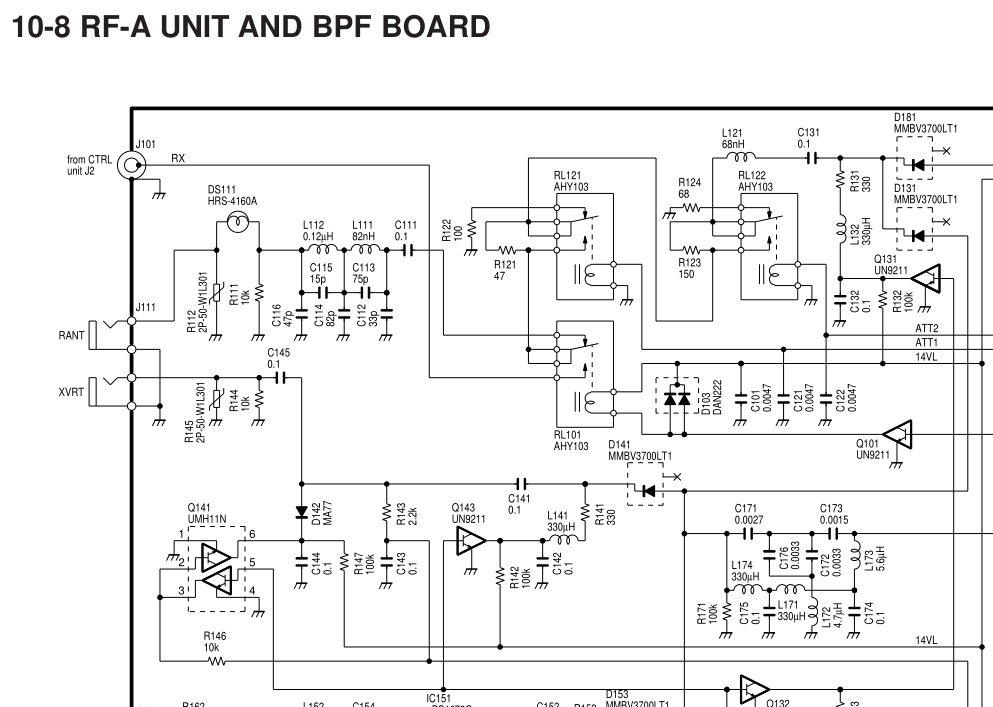 10-8 RF-A UNIT AND BPF BOARD
J101
from CTRL
unit J2
RX
DS111
HRS-4160A
L112
0.12μH
L111
82nH
C111
0.1
C115
15p
C113
75p
R112
2P-50-W1L301
R111
10k
C116
47p
C114
82p
C112
33p
J111
RANT
XVRT
C145
0.1
R145
2P-50-W1L301
R144
10k
R122
100
R121
47
RL121
AHY103
RL101
AHY103
R124
68
R123
150
L121
68nH
RL122
AHY103
C131
0.1
R131
330
L132
330μH
D181
MMBV3700LT1
D131
MMBV3700LT1
Q131
UN9211
C132
0.1
R132
100k
ATT2
ATT1
14VL
D103
DAN222
C101
0.0047
C121
0.0047
C122
0.0047
Q101
UN9211
D141
MMBV3700LT1
C141
0.1
R141
330
L141
330μH
Q143
UN9211
R142
100k
C142
0.1
D142
MA77
R143
2.2k
C144
0.1
R147
100k
C143
0.1
Q141
UMH11N
1
2
3
6
5
4
R146
10k
C171
0.0027
C173
0.0015
C176
0.0033
C172
0.0033
L173
5.6μH
L174
330μH
R171
100k
C175
0.1
L171
330μH
L172
4.7μH
C174
0.1
14VL
IC151
D153
MMBV3700LT1
Q132
R162
L152
C154
C152